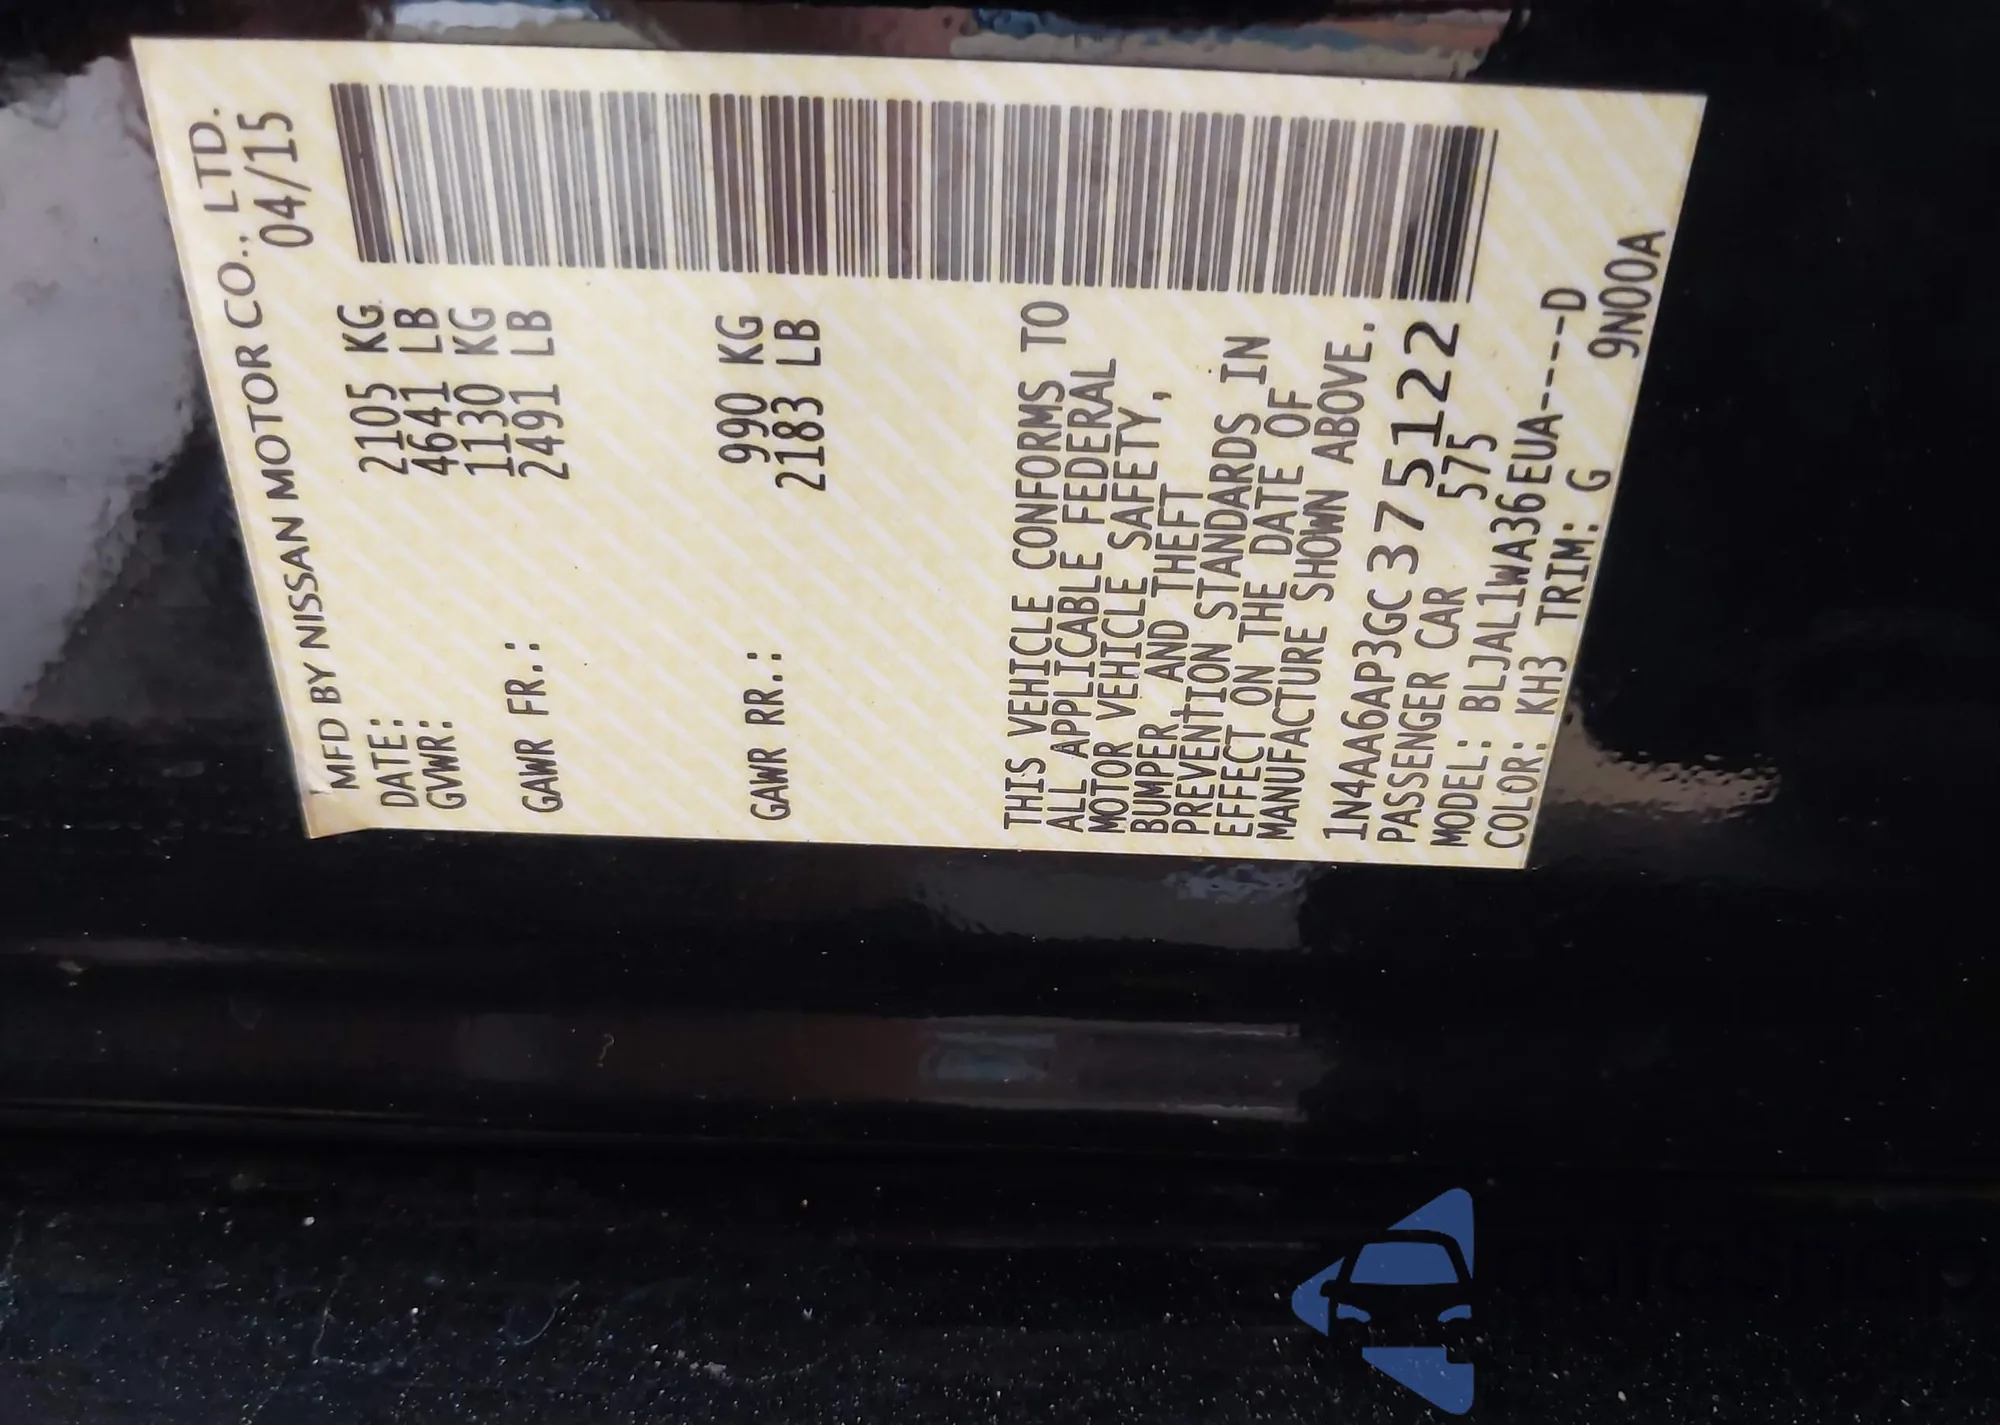 MFD BY NISSAN MOTOR CO., LTD.
DATE: 04/15
GVWR: 2105 KG
4641 LB
GAWR FR.: 1130 KG
2491 LB
GAWR RR.: 990 KG
2183 LB
THIS VEHICLE CONFORMS TO
ALL APPLICABLE FEDERAL
MOTOR VEHICLE SAFETY,
BUMPER, AND THEFT
PREVENTION STANDARDS IN
EFFECT ON THE DATE OF
MANUFACTURE SHOWN ABOVE.
1N4AA6AP3GC375122
PASSENGER CAR 575
MODEL: BLJAL1WA36EUA----D
COLOR: KH3 TRIM: G 9N00A